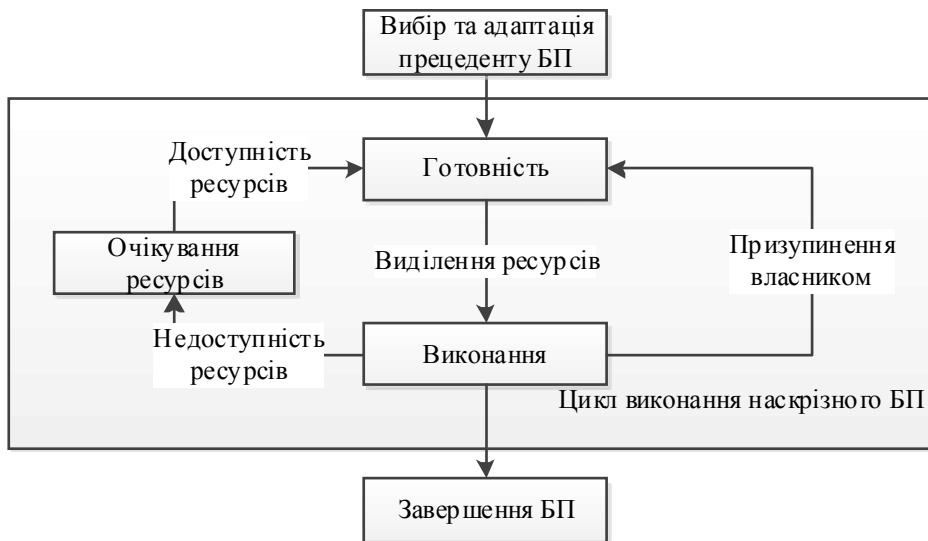 Вибір та адаптація
прецеденту БП
Доступність
ресурсів
Готовність
Очікування
ресурсів
Виділення ресурсів
Призупинення
власником
Недоступність
ресурсів
Виконання
Цикл виконання наскрізного БП
Завершення БП